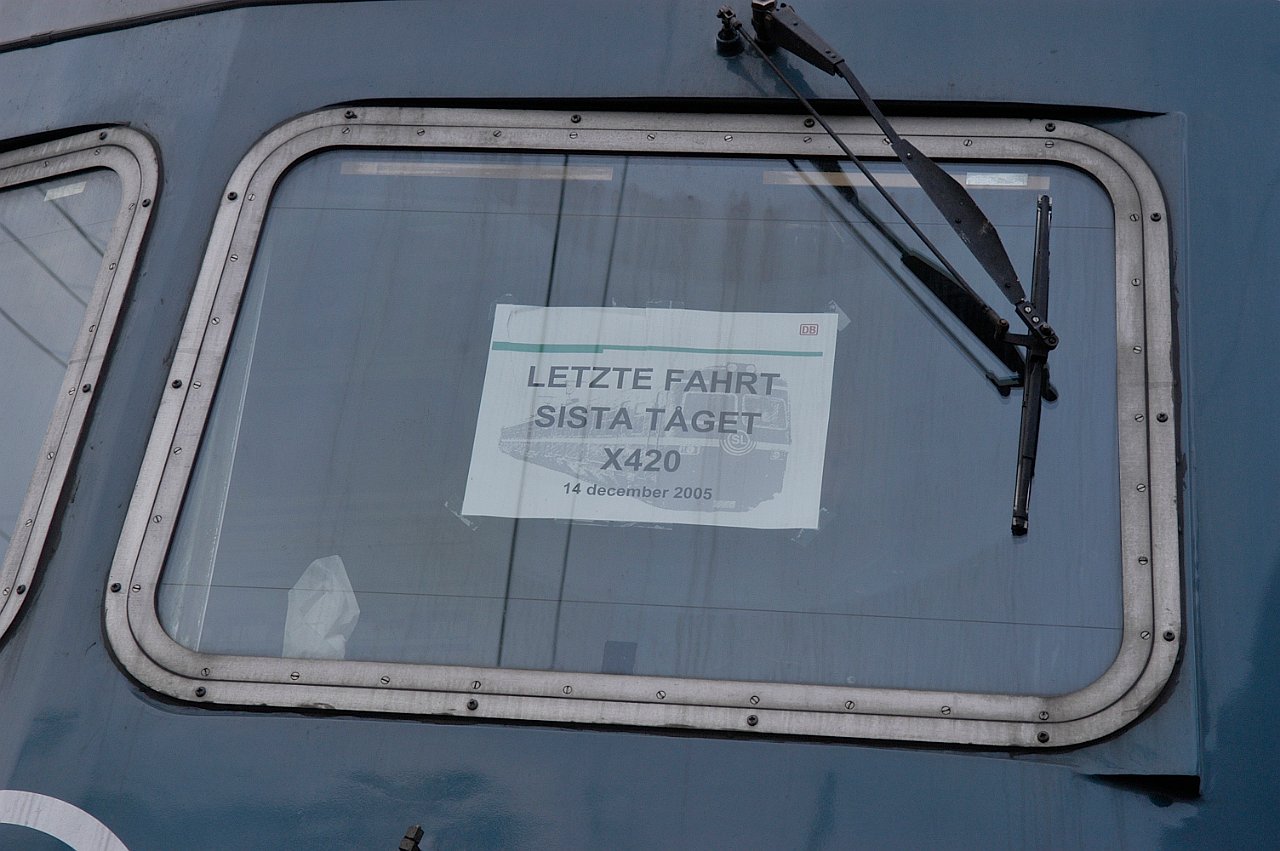 DB
LETZTE FAHRT
SISTA TÅGET
X420
SL
14 december 2005